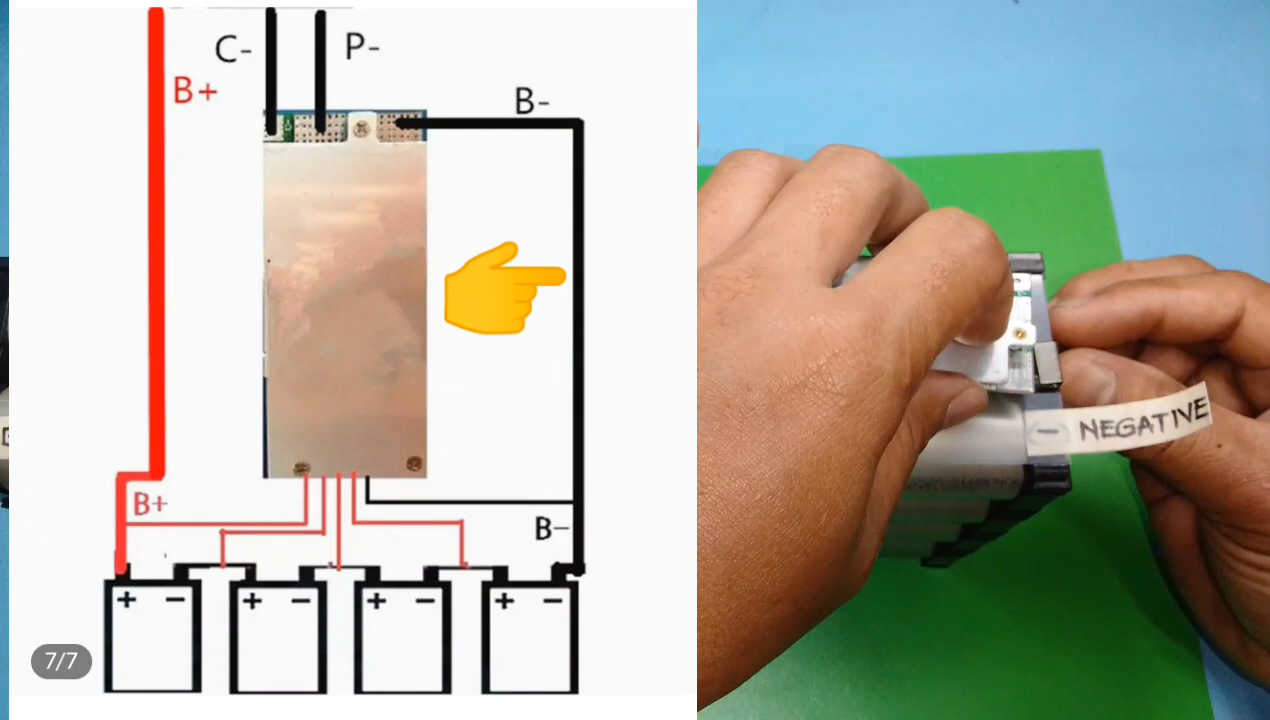 C-
P-
B+
B-
B+
B-
+ -
+ -
+ -
+ -
7/7
- NEGATIVE